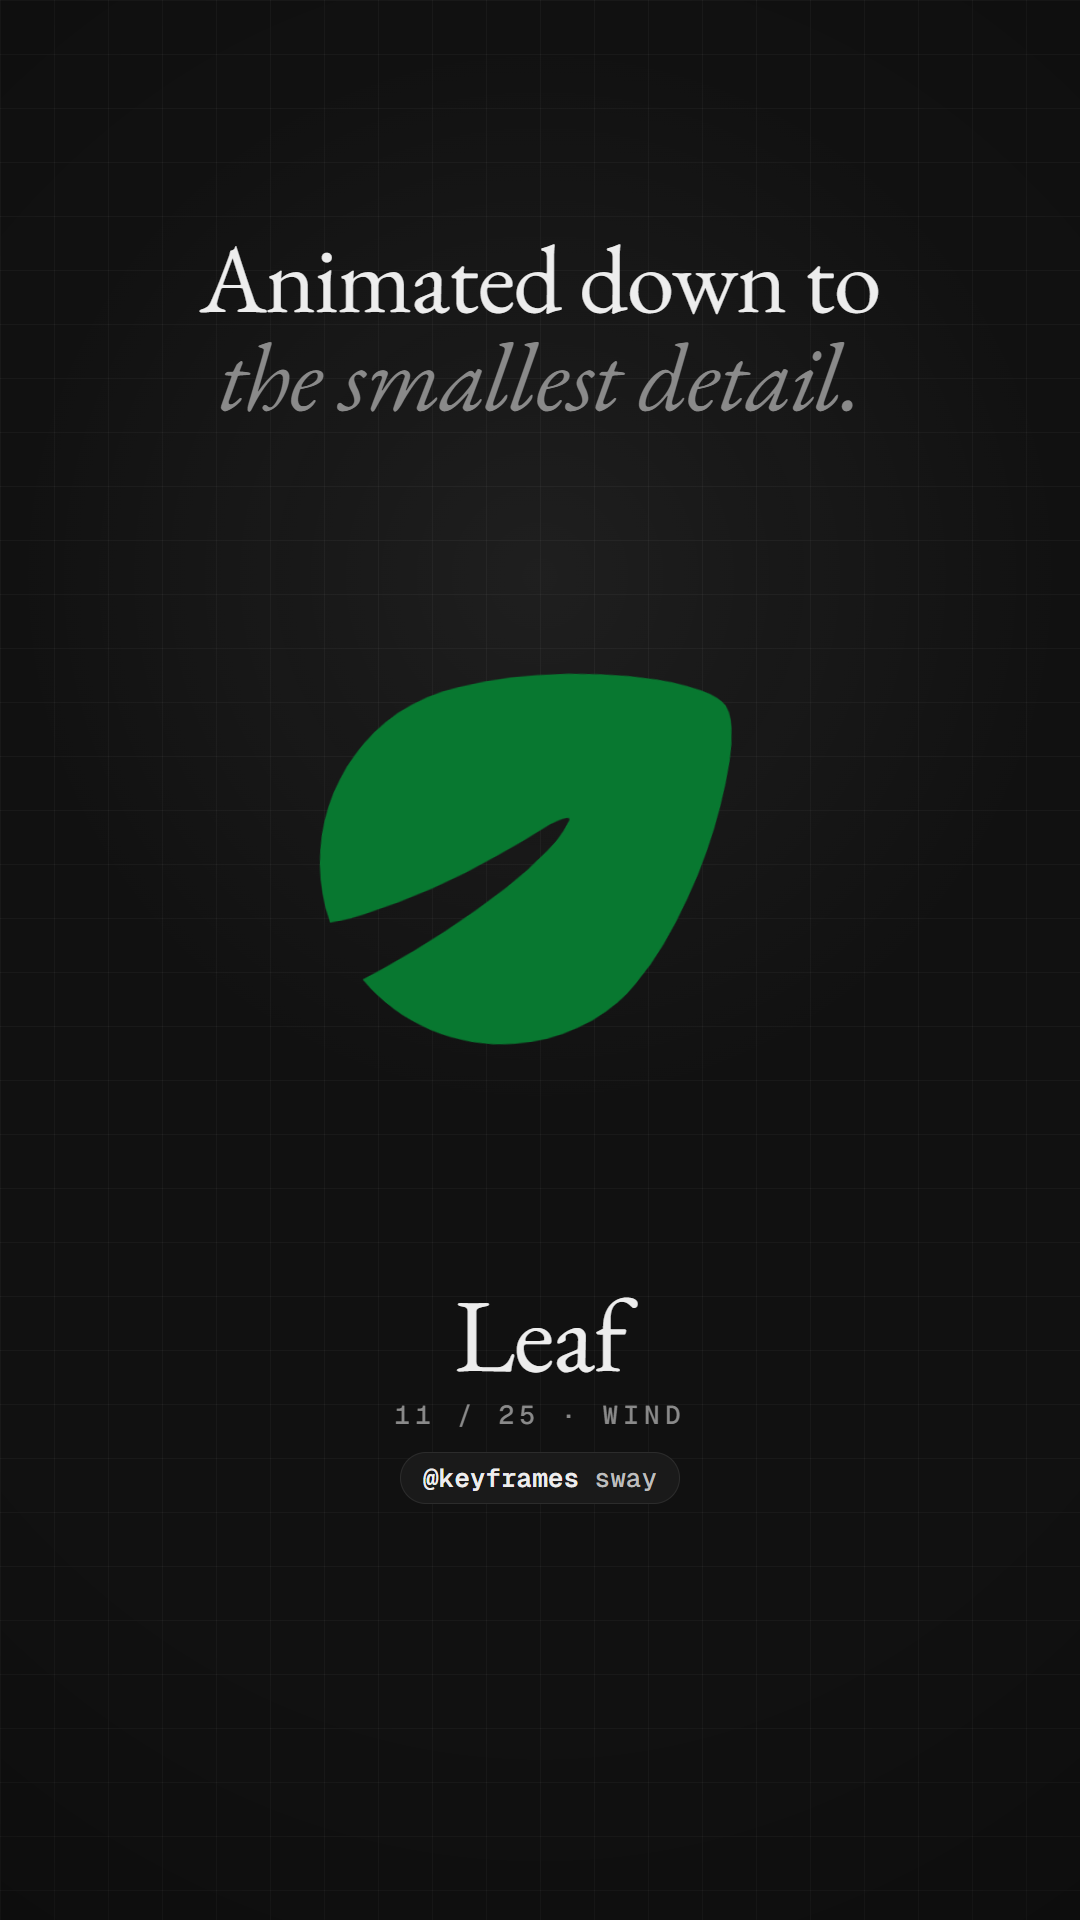 Animated down to
the smallest detail.
Leaf
11 / 25 · WIND
@keyframes sway